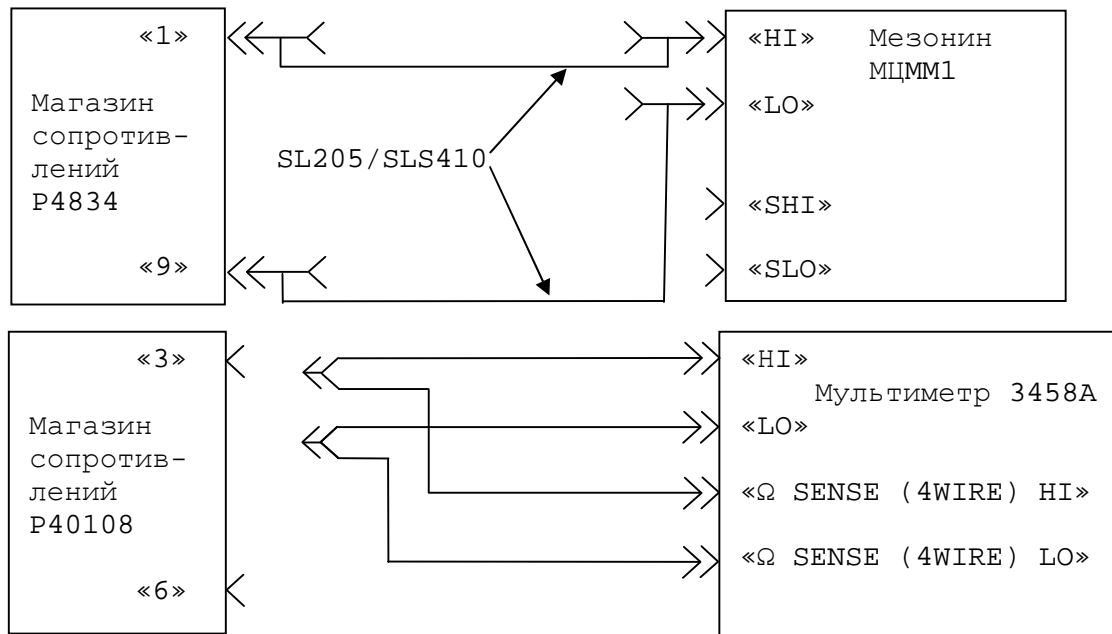 «1»
«HI» Мезонин
МЦММ1
Магазин
сопротив-
лений
Р4834
«LO»
SL205/SLS410
«SHI»
«9»
«SLO»
«3»
«HI»
Мультиметр 3458А
Магазин
сопротив-
лений
Р40108
«LO»
«Ω SENSE (4WIRE) HI»
«Ω SENSE (4WIRE) LO»
«6»